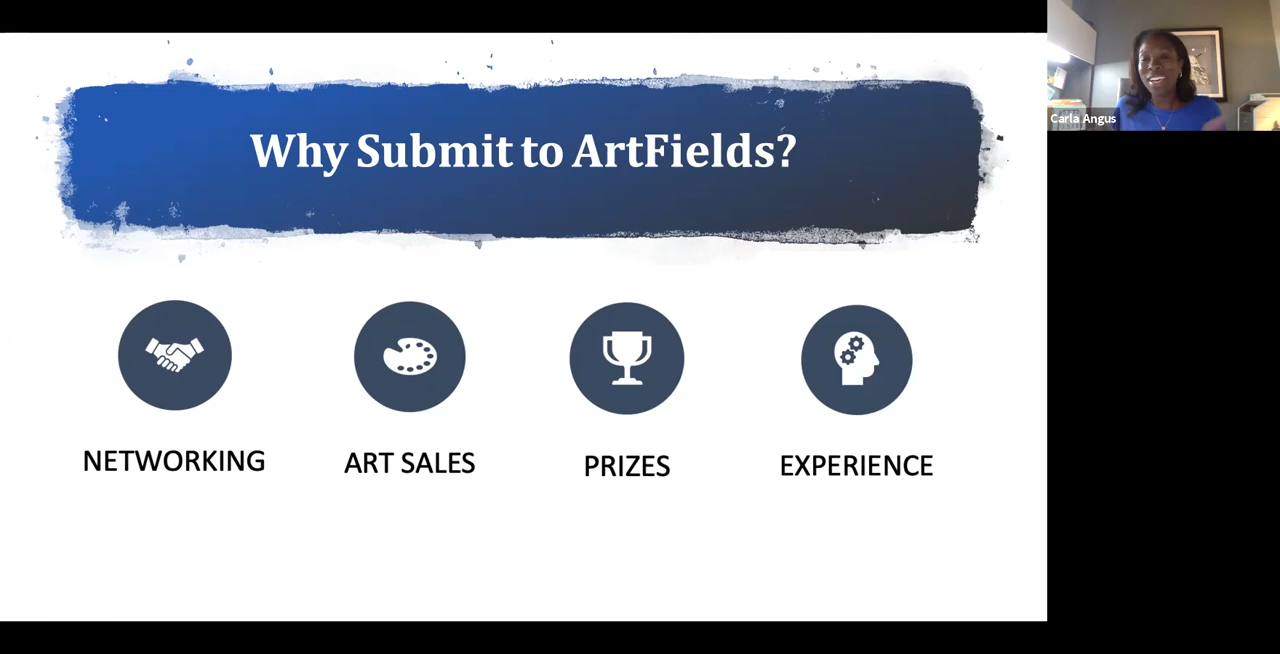 Why Submit to ArtFields?
Carla Angus
NETWORKING
ART SALES
PRIZES
EXPERIENCE